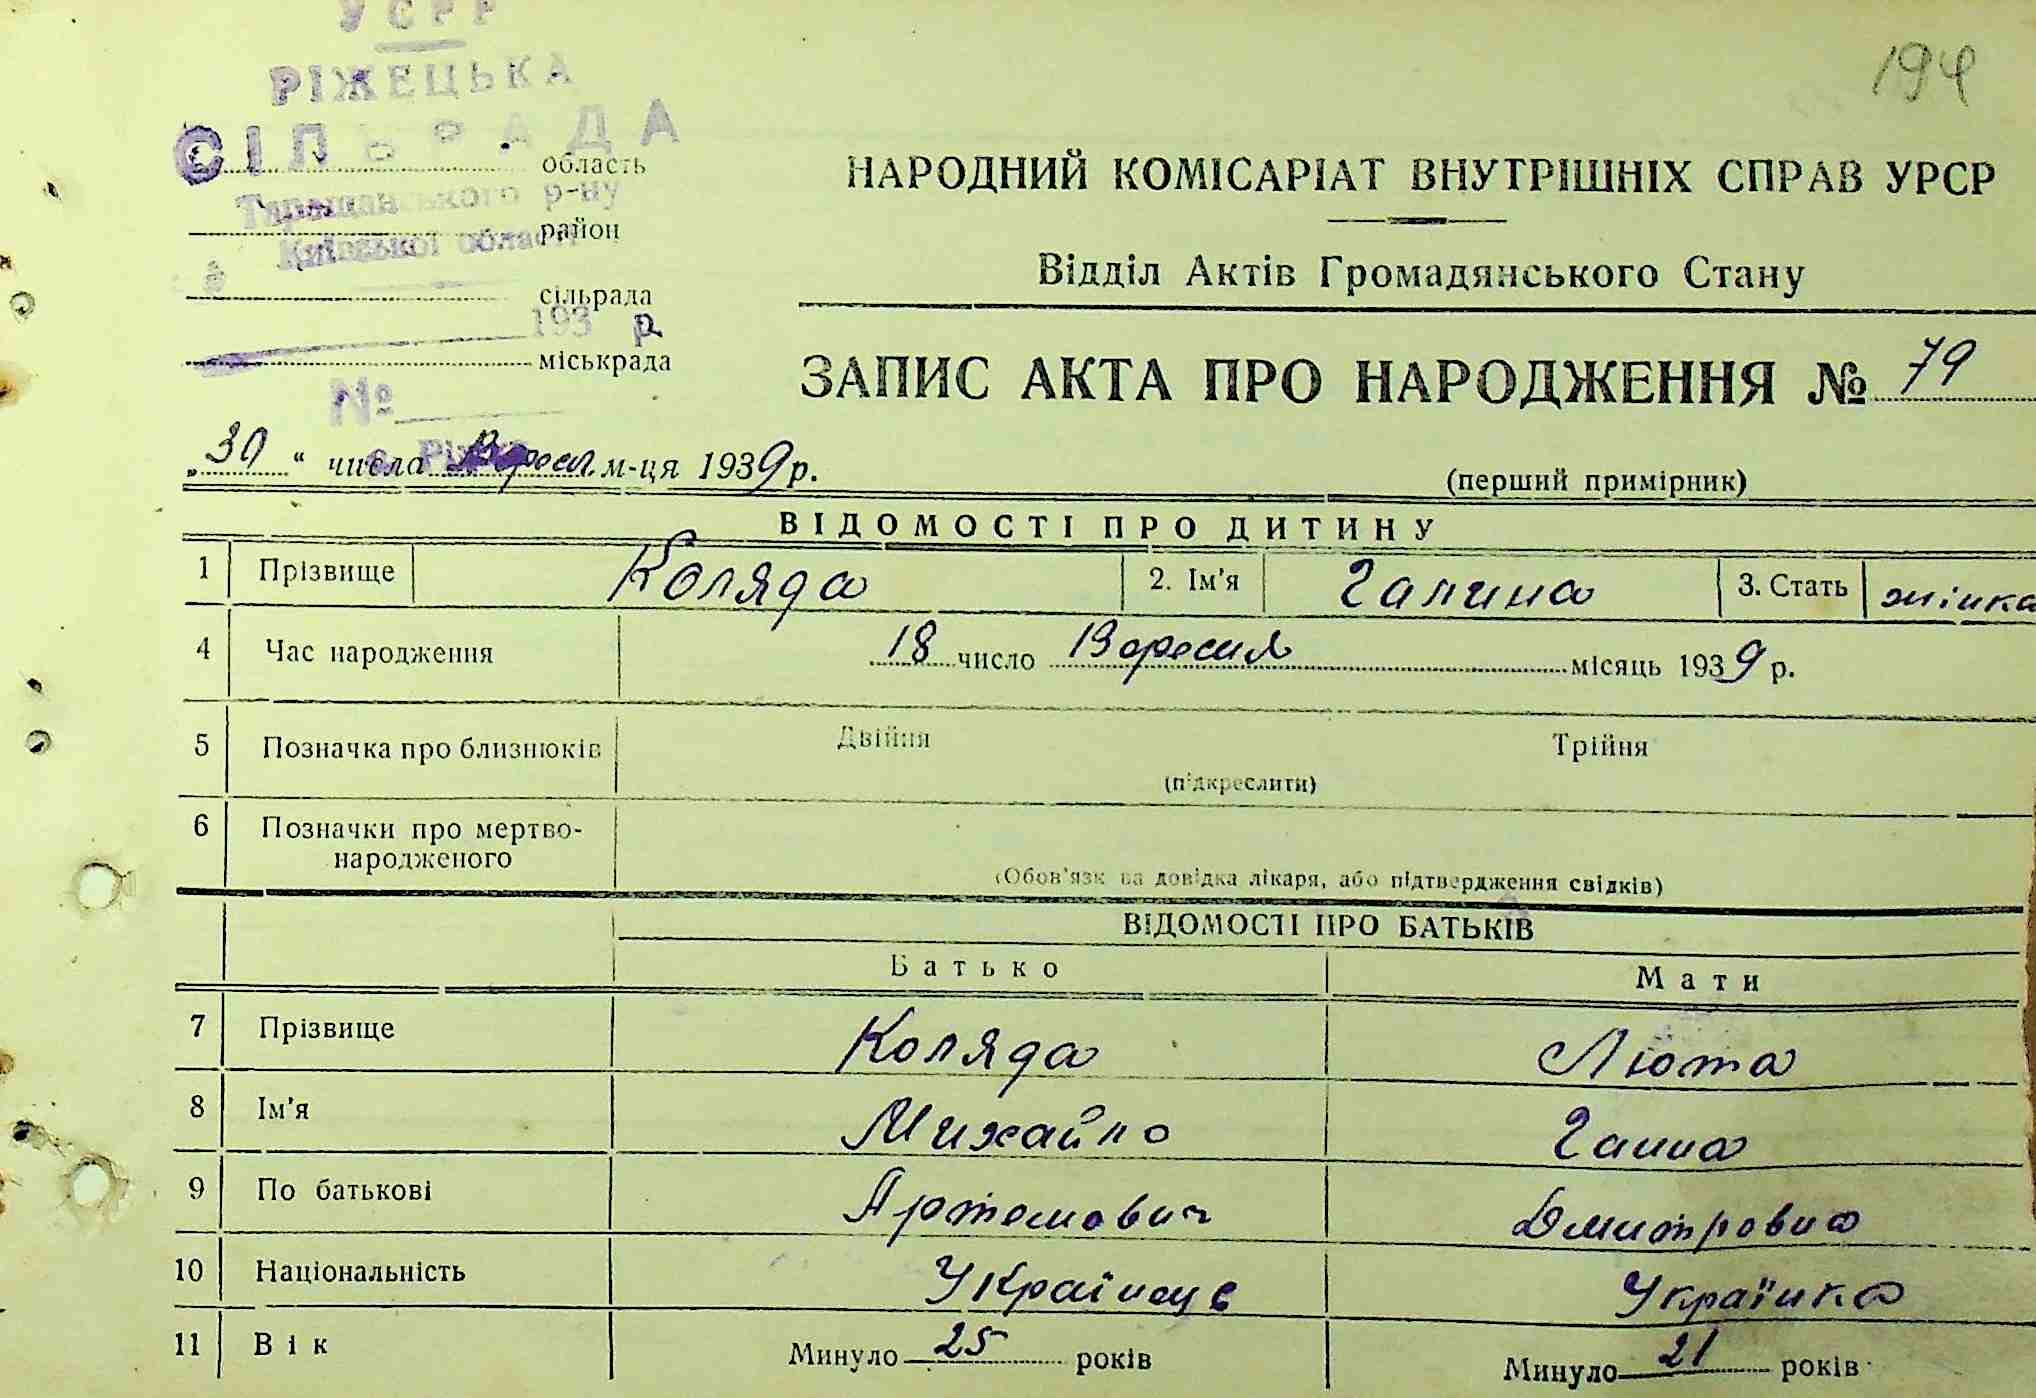 УСРР
194
РІЖЕЦЬКА
СІЛЬРАДА
область
Таращанського р-ну
район
Київської області
сільрада
193 р.
міськрада
№
НАРОДНИЙ КОМІСАРІАТ ВНУТРІШНІХ СПРАВ УРСР
Відділ Актів Громадянського Стану
ЗАПИС АКТА ПРО НАРОДЖЕННЯ № 79
„30“ числа Вересн. м-ця 1939 р.
(перший примірник)
ВІДОМОСТІ ПРО ДИТИНУ
1 Прізвище Коляда 2. Ім'я Галина 3. Стать жінка
4 Час народження 18 число Вересня місяць 1939 р.
5 Позначка про близнюків Двійня Трійня
(підкреслити)
6 Позначки про мертво-
народженого
(Обов'язкова довідка лікаря, або підтвердження свідків)
ВІДОМОСТІ ПРО БАТЬКІВ
Батько Мати
7 Прізвище Коляда Люта
8 Ім'я Михайло Ганна
9 По батькові Артемович Дмитровна
10 Національність Українець Українка
11 Вік Минуло 25 років Минуло 21 років